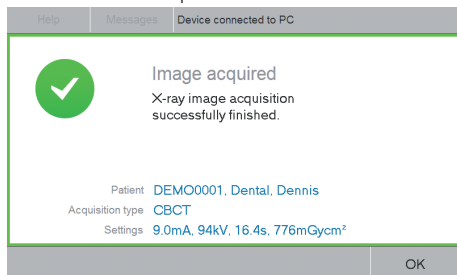 Help Messages Device connected to PC
Image acquired
X-ray image acquisition
successfully finished.
Patient DEMO0001, Dental, Dennis
Acquisition type CBCT
Settings 9.0mA, 94kV, 16.4s, 776mGycm²
OK